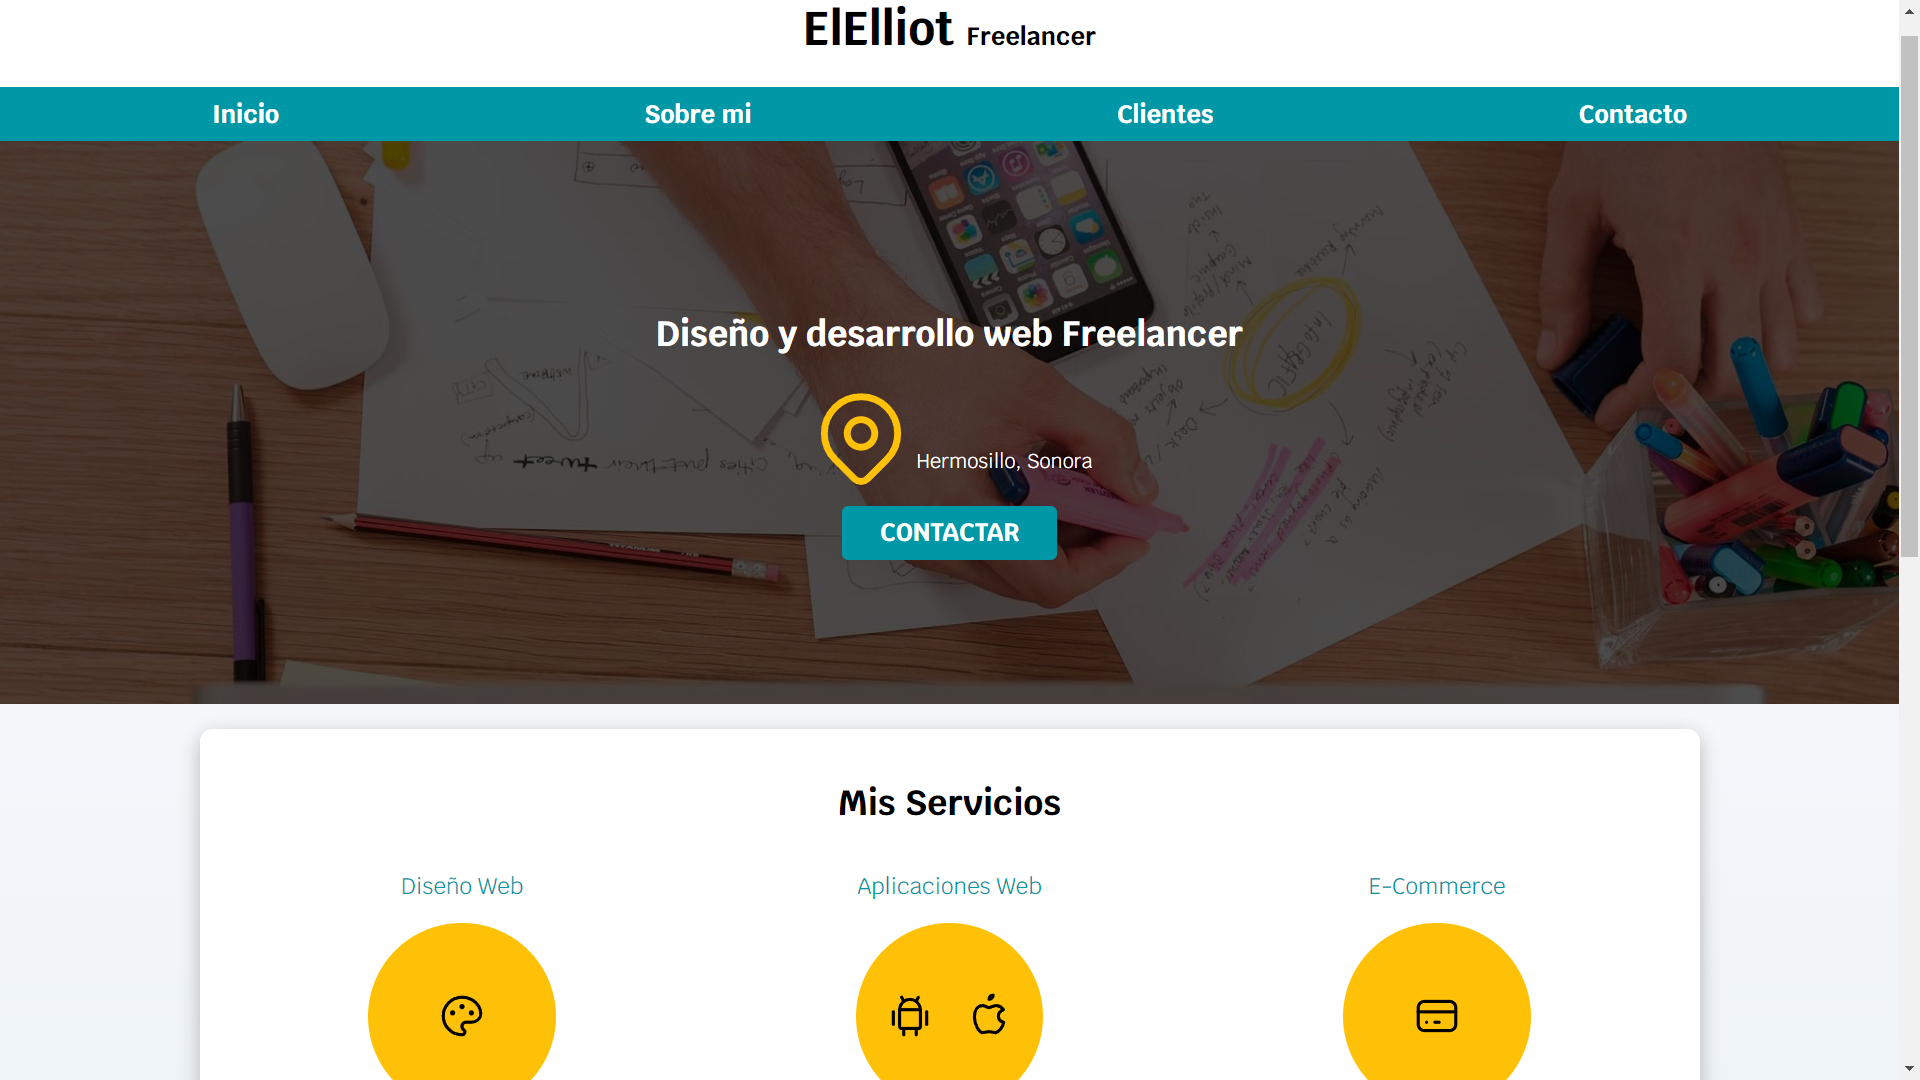 ElElliot Freelancer
Inicio Sobre mi Clientes Contacto
Diseño y desarrollo web Freelancer
Hermosillo, Sonora
CONTACTAR
Mis Servicios
Diseño Web
Aplicaciones Web
E-Commerce